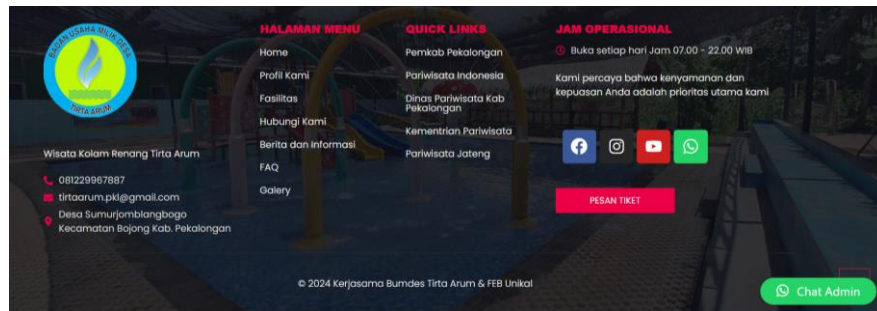 BADAN USAHA MILIK DESA
TIRTA ARUM
Wisata Kolam Renang Tirta Arum
081229967887
tirtaarum.pkl@gmail.com
Desa Sumurjomblangbogo
Kecamatan Bojong Kab. Pekalongan
HALAMAN MENU
Home
Profil Kami
Fasilitas
Hubungi Kami
Berita dan Informasi
FAQ
Galery
QUICK LINKS
Pemkab Pekalongan
Pariwisata Indonesia
Dinas Pariwisata Kab
Pekalongan
Kementrian Pariwisata
Pariwisata Jateng
JAM OPERASIONAL
Buka setiap hari Jam 07.00 - 22.00 WIB
Kami percaya bahwa kenyamanan dan
kepuasan Anda adalah prioritas utama kami
PESAN TIKET
© 2024 Kerjasama Bumdes Tirta Arum & FEB Unikal
Chat Admin